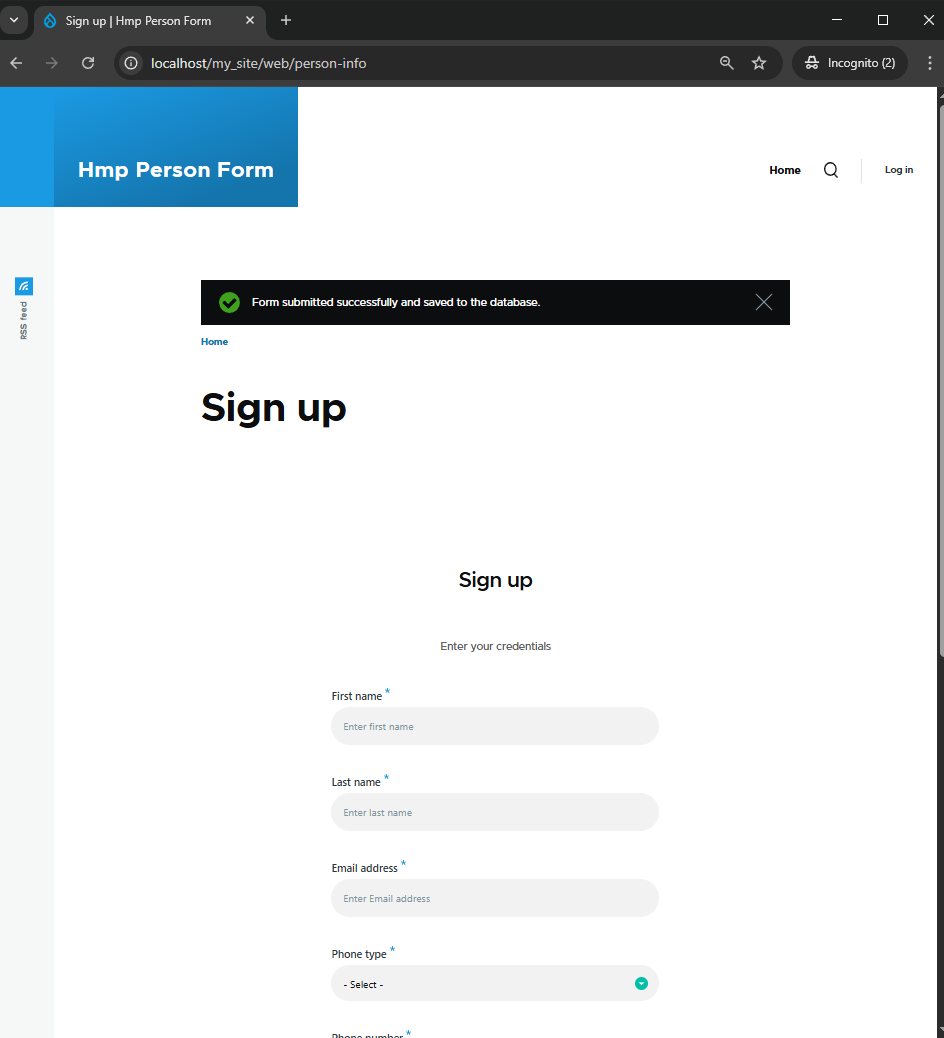 Sign up | Hmp Person Form
localhost/my_site/web/person-info
Incognito (2)
Hmp Person Form
Home
Log in
RSS feed
Form submitted successfully and saved to the database.
Home
Sign up
Sign up
Enter your credentials
First name *
Enter first name
Last name *
Enter last name
Email address *
Enter Email address
Phone type *
- Select -
Phone number *